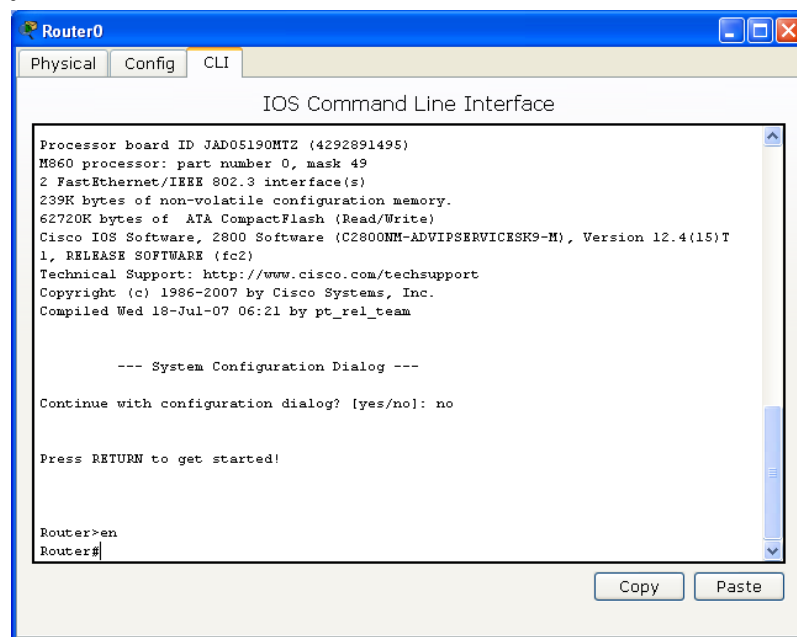 Router0
Physical Config CLI
IOS Command Line Interface
Processor board ID JAD05190MTZ (4292891495)
M860 processor: part number 0, mask 49
2 FastEthernet/IEEE 802.3 interface(s)
239K bytes of non-volatile configuration memory.
62720K bytes of ATA CompactFlash (Read/Write)
Cisco IOS Software, 2800 Software (C2800NM-ADVIPSERVICESK9-M), Version 12.4(15)T
1, RELEASE SOFTWARE (fc2)
Technical Support: http://www.cisco.com/techsupport
Copyright (c) 1986-2007 by Cisco Systems, Inc.
Compiled Wed 18-Jul-07 06:21 by pt_rel_team
--- System Configuration Dialog ---
Continue with configuration dialog? [yes/no]: no
Press RETURN to get started!
Router>en
Router#
Copy Paste